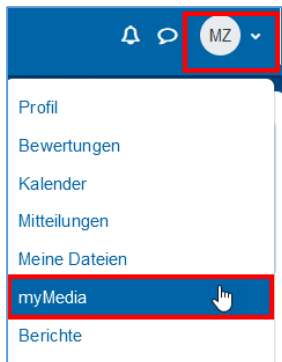 MZ
Profil
Bewertungen
Kalender
Mitteilungen
Meine Dateien
myMedia
Berichte